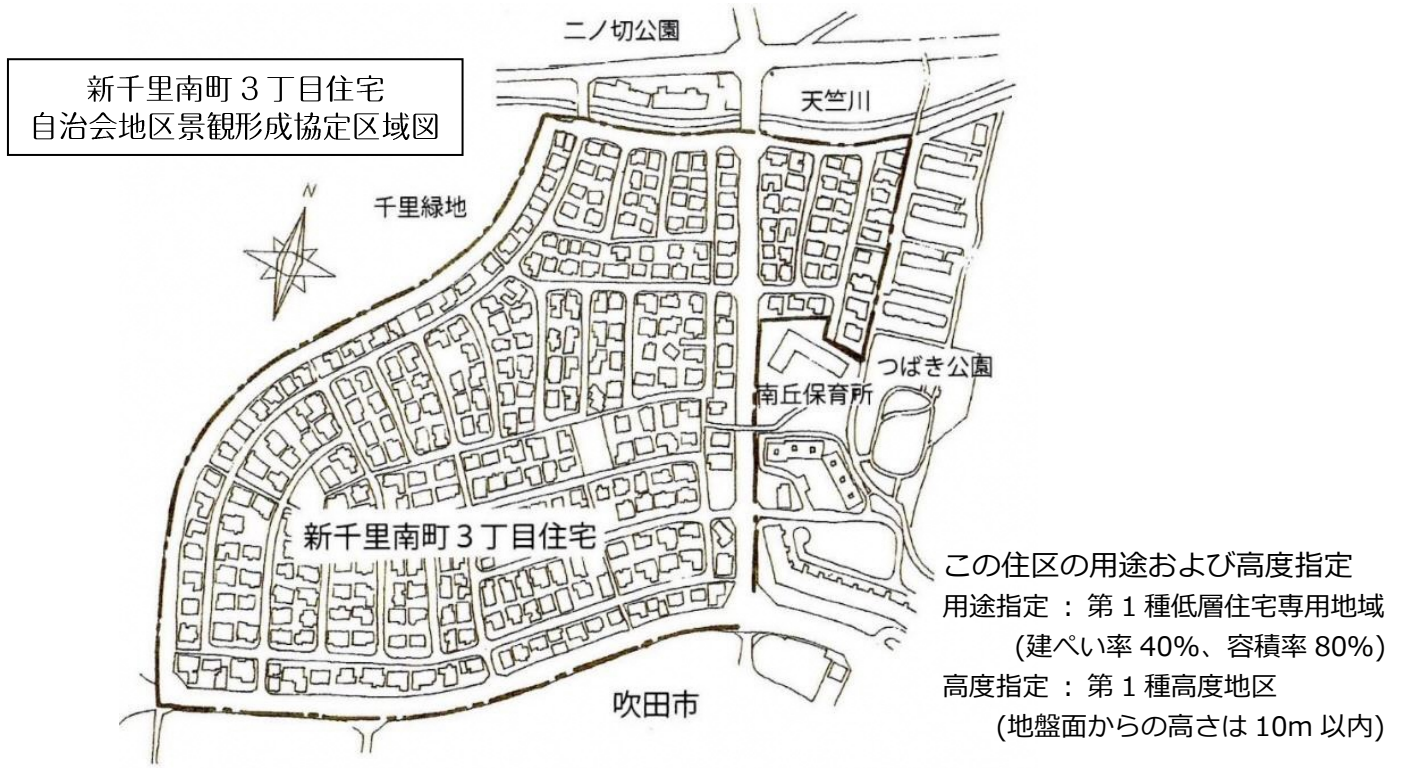 二ノ切公園
新千里南町３丁目住宅
自治会地区景観形成協定区域図
天竺川
N
千里緑地
つばき公園
南丘保育所
新千里南町３丁目住宅
この住区の用途および高度指定
用途指定 : 第１種低層住宅専用地域
(建ぺい率 40%、容積率 80%)
高度指定 : 第１種高度地区
(地盤面からの高さは 10m 以内)
吹田市